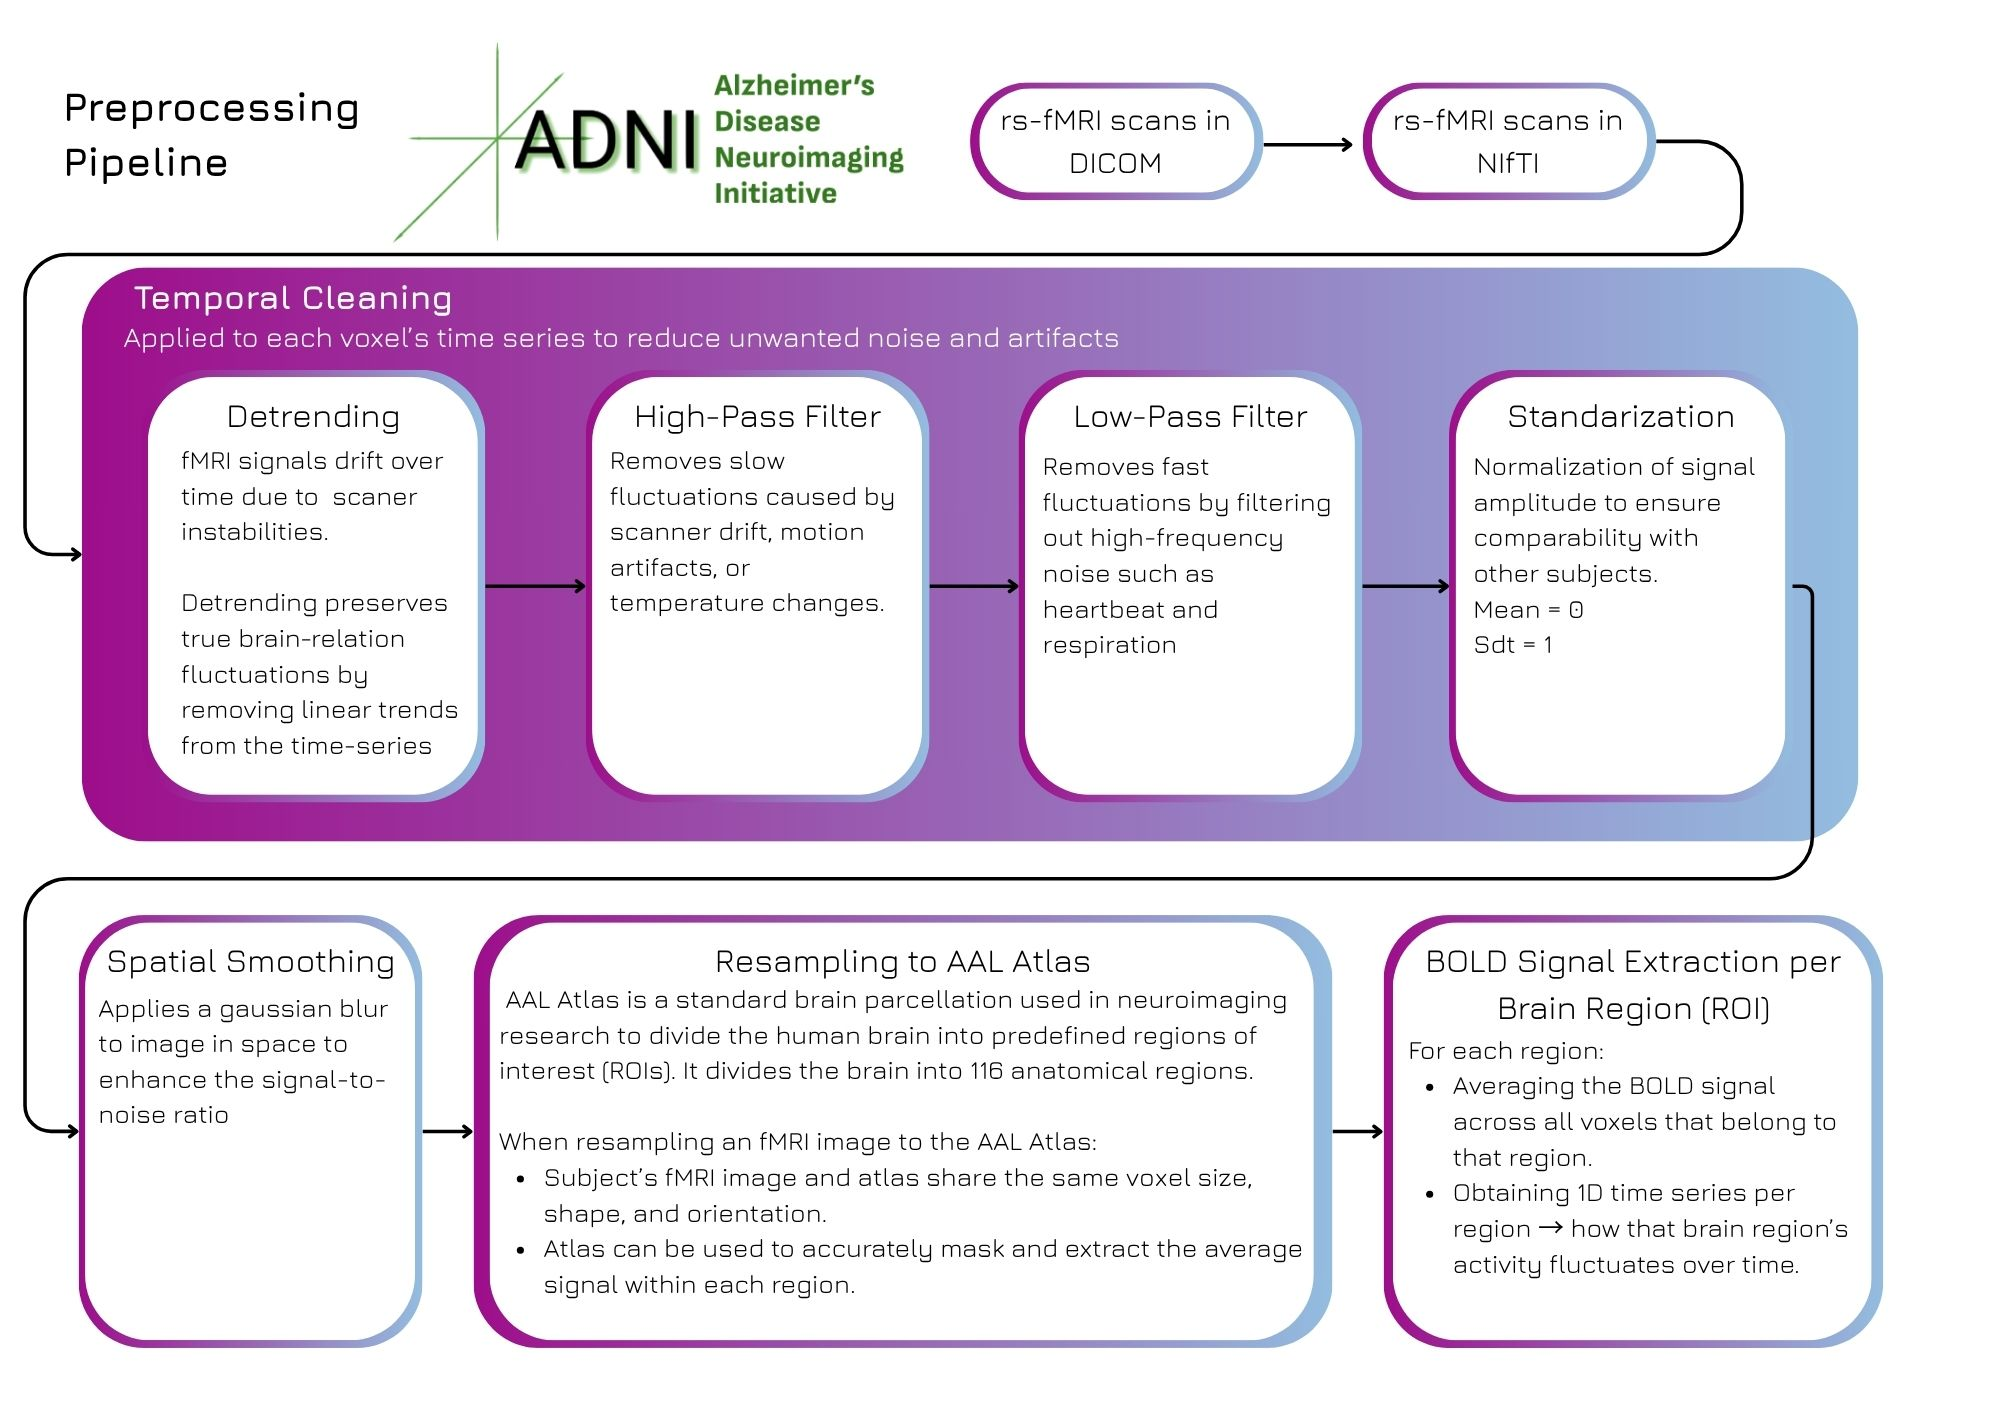 Preprocessing
Pipeline
ADNI
Alzheimer's
Disease
Neuroimaging
Initiative
rs-fMRI scans in
DICOM
rs-fMRI scans in
NIfTI
Temporal Cleaning
Applied to each voxel's time series to reduce unwanted noise and artifacts
Detrending
fMRI signals drift over
time due to scaner
instabilities.
Detrending preserves
true brain-relation
fluctuations by
removing linear trends
from the time-series
High-Pass Filter
Removes slow
fluctuations caused by
scanner drift, motion
artifacts, or
temperature changes.
Low-Pass Filter
Removes fast
fluctuations by filtering
out high-frequency
noise such as
heartbeat and
respiration
Standarization
Normalization of signal
amplitude to ensure
comparability with
other subjects.
Mean = 0
Sdt = 1
Spatial Smoothing
Applies a gaussian blur
to image in space to
enhance the signal-to-
noise ratio
Resampling to AAL Atlas
AAL Atlas is a standard brain parcellation used in neuroimaging
research to divide the human brain into predefined regions of
interest (ROIs). It divides the brain into 116 anatomical regions.
When resampling an fMRI image to the AAL Atlas:
• Subject's fMRI image and atlas share the same voxel size,
shape, and orientation.
• Atlas can be used to accurately mask and extract the average
signal within each region.
BOLD Signal Extraction per
Brain Region (ROI)
For each region:
• Averaging the BOLD signal
across all voxels that belong to
that region.
• Obtaining 1D time series per
region → how that brain region's
activity fluctuates over time.